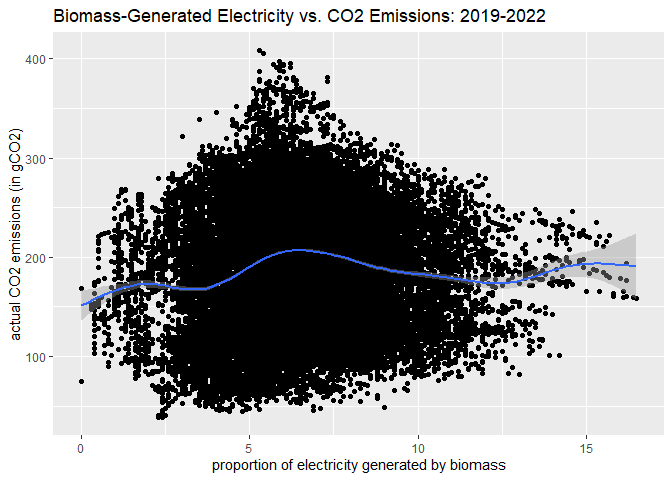 Biomass-Generated Electricity vs. CO2 Emissions: 2019-2022
actual CO2 emissions (in gCO2)
400
300
200
100
0
5
10
15
proportion of electricity generated by biomass